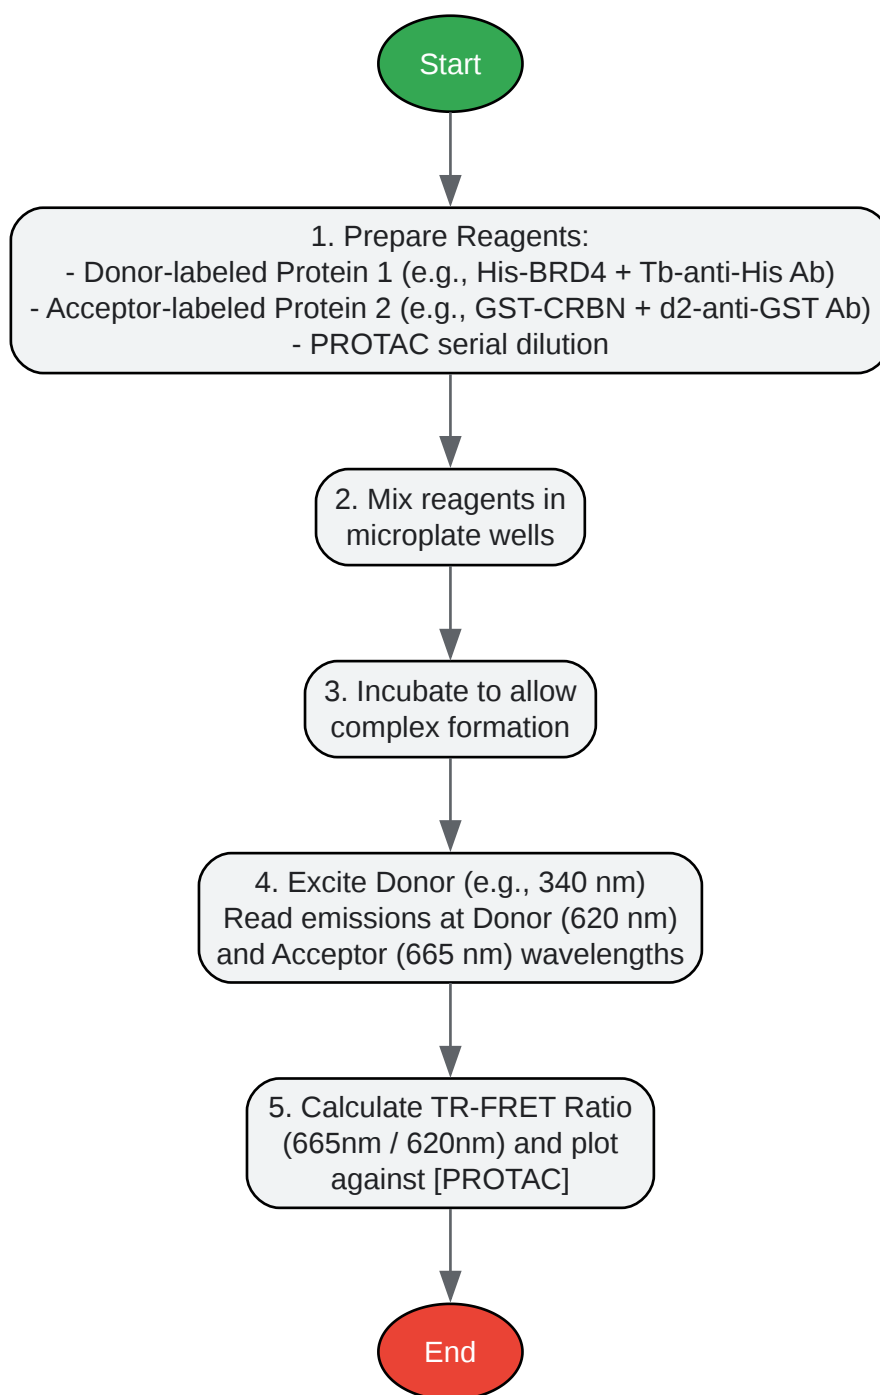 Start
1. Prepare Reagents:
- Donor-labeled Protein 1 (e.g., His-BRD4 + Tb-anti-His Ab)
- Acceptor-labeled Protein 2 (e.g., GST-CRBN + d2-anti-GST Ab)
- PROTAC serial dilution
2. Mix reagents in
microplate wells
3. Incubate to allow
complex formation
4. Excite Donor (e.g., 340 nm)
Read emissions at Donor (620 nm)
and Acceptor (665 nm) wavelengths
5. Calculate TR-FRET Ratio
(665nm / 620nm) and plot
against [PROTAC]
End